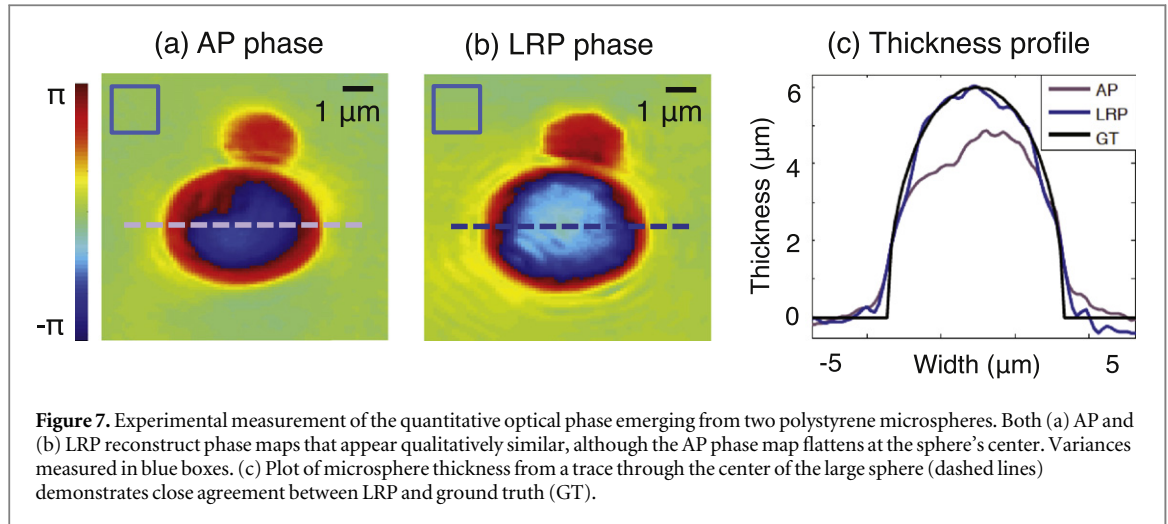 (a) AP phase
(b) LRP phase
(c) Thickness profile
π
-π
1 μm
1 μm
Thickness (μm)
6
4
2
0
-5
Width (μm)
5
AP
LRP
GT
Figure 7. Experimental measurement of the quantitative optical phase emerging from two polystyrene microspheres. Both (a) AP and
(b) LRP reconstruct phase maps that appear qualitatively similar, although the AP phase map flattens at the sphere's center. Variances
measured in blue boxes. (c) Plot of microsphere thickness from a trace through the center of the large sphere (dashed lines)
demonstrates close agreement between LRP and ground truth (GT).